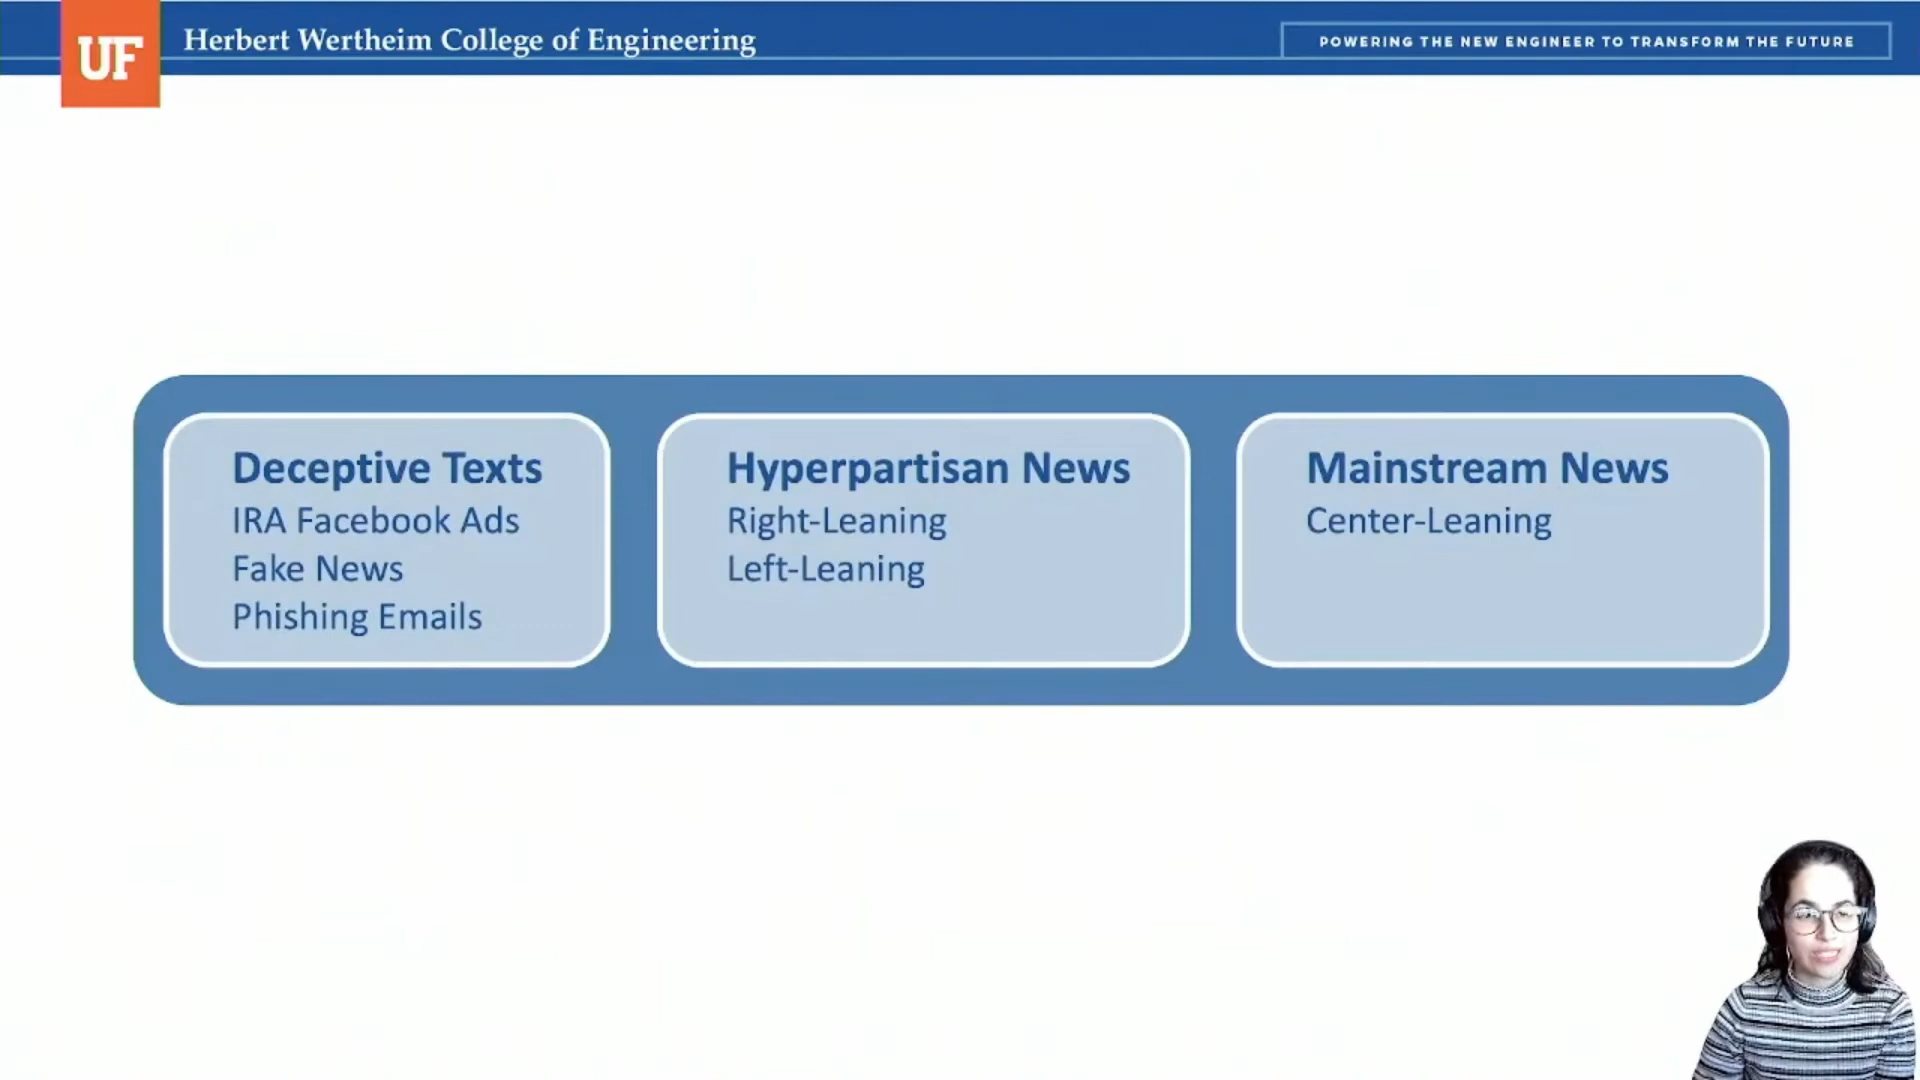 UF
Herbert Wertheim College of Engineering
POWERING THE NEW ENGINEER TO TRANSFORM THE FUTURE
Deceptive Texts
IRA Facebook Ads
Fake News
Phishing Emails
Hyperpartisan News
Right-Leaning
Left-Leaning
Mainstream News
Center-Leaning